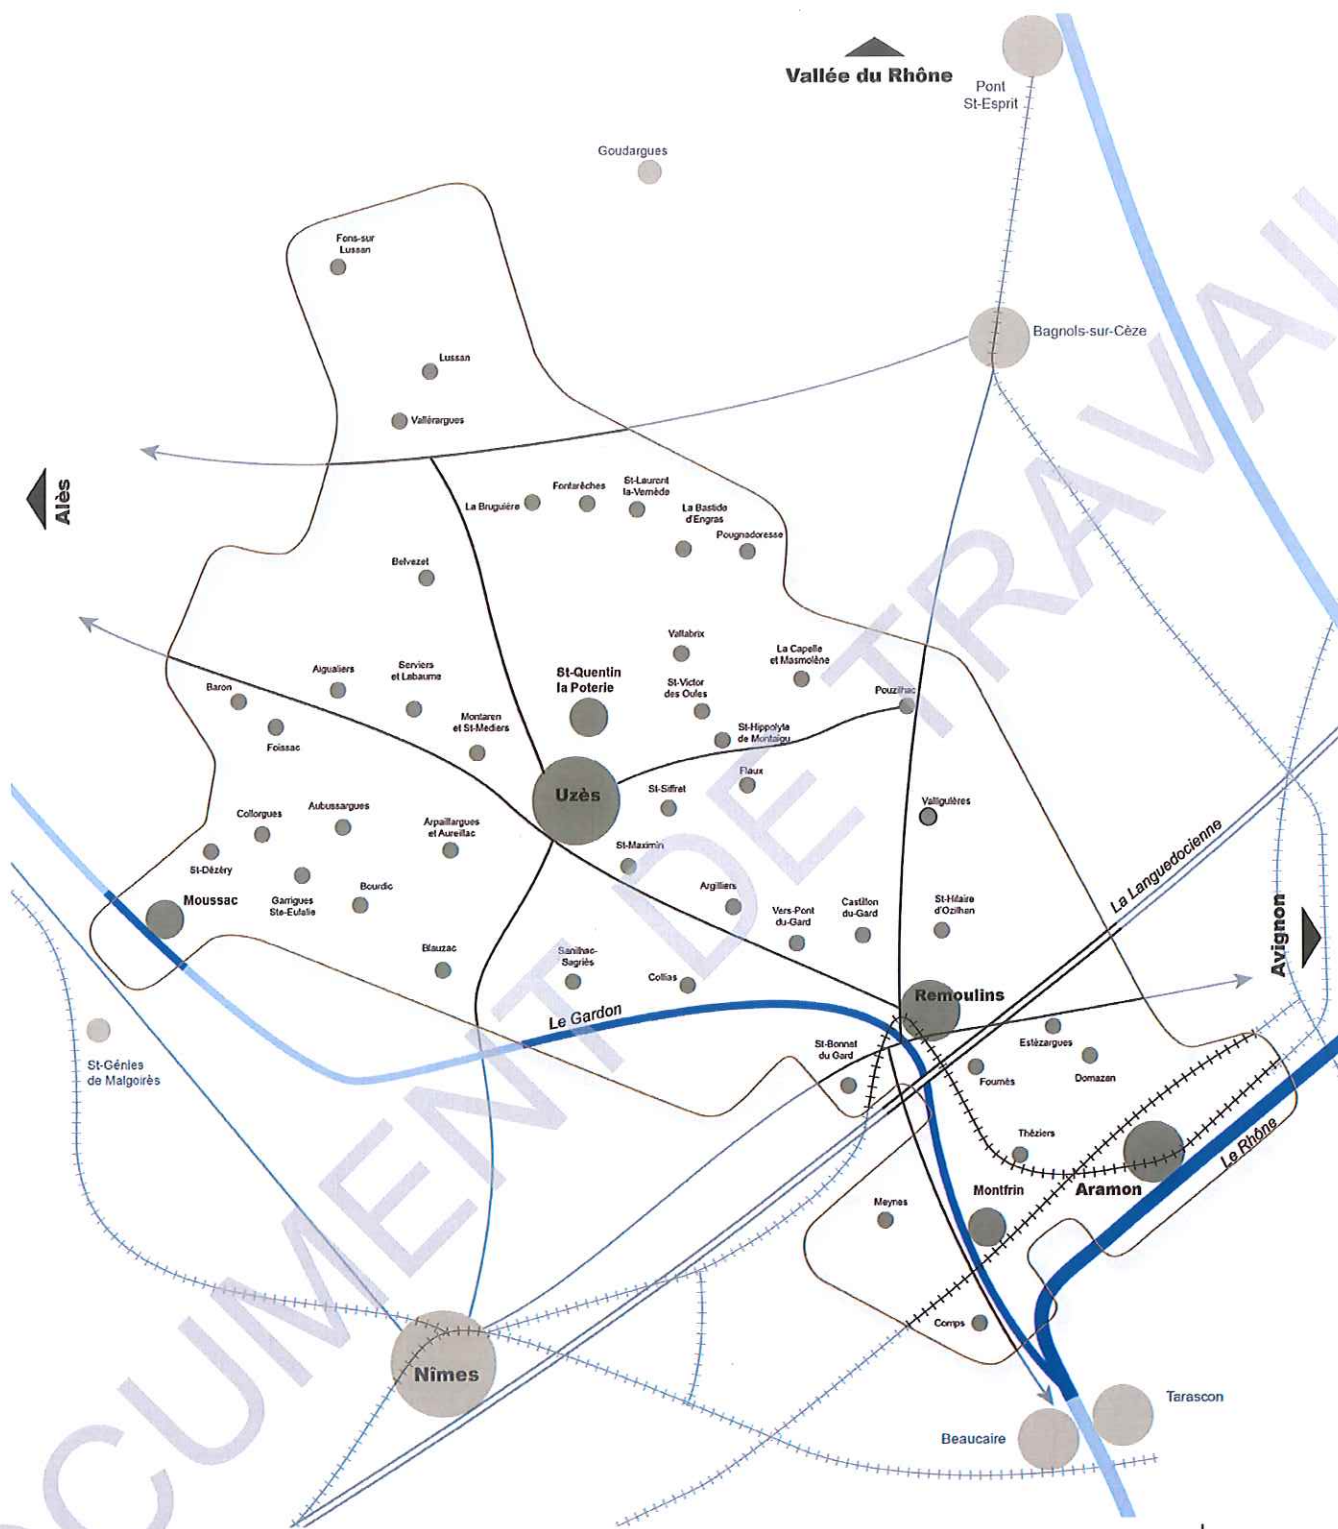 Vallée du Rhône
Pont
St-Esprit
Goudargues
Fons-sur
Lussan
Bagnols-sur-Cèze
Lussan
Vallérargues
Alès
La Bruguière
Fontarèches
St-Laurent
la-Vernède
La Bastide
d'Engras
Pougnadoresse
Belvezet
Vallabrix
La Capelle
et Masmolène
Aigualiers
Serviers
et Labaume
St-Quentin
la Poterie
St-Victor
des Oules
Baron
Pouzilhac
Foissac
Montaren
et St-Mediers
St-Hippolyte
de Montaigu
Uzès
St-Siffret
Flaux
Valliguières
Collorgues
Aubussargues
Arpaillargues
et Aureillac
St-Maximin
La Languedocienne
St-Dézéry
Moussac
Garrigues
Ste-Eulalie
Bourdic
Argilliers
Vers-Pont
du-Gard
Castillon
du-Gard
St-Hilaire
d'Ozilhan
Avignon
Blauzac
Sanilhac-
Sagriès
Collias
Remoulins
Le Gardon
St-Génies
de Malgoirès
St-Bonnet
du Gard
Estézargues
Fournès
Domazan
Théziers
Le Rhône
Meynes
Montfrin
Aramon
Comps
Nîmes
Beaucaire
Tarascon
DOCUMENT DE TRAVAIL